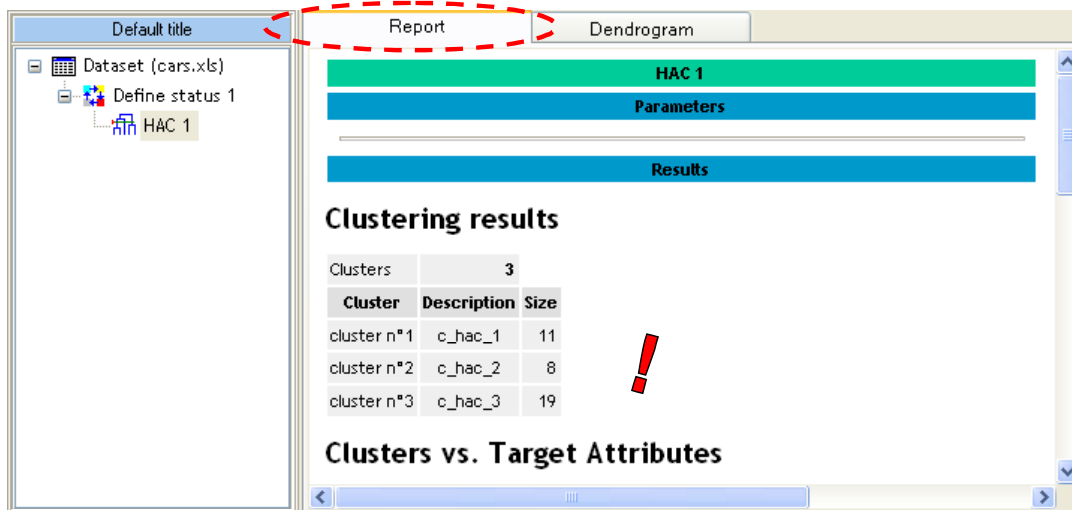 Default title
Dataset (cars.xls)
Define status 1
HAC 1
Report
Dendrogram
HAC 1
Parameters
Results
Clustering results
Clusters 3
Cluster Description Size
cluster n°1 c_hac_1 11
cluster n°2 c_hac_2 8
cluster n°3 c_hac_3 19
!
Clusters vs. Target Attributes